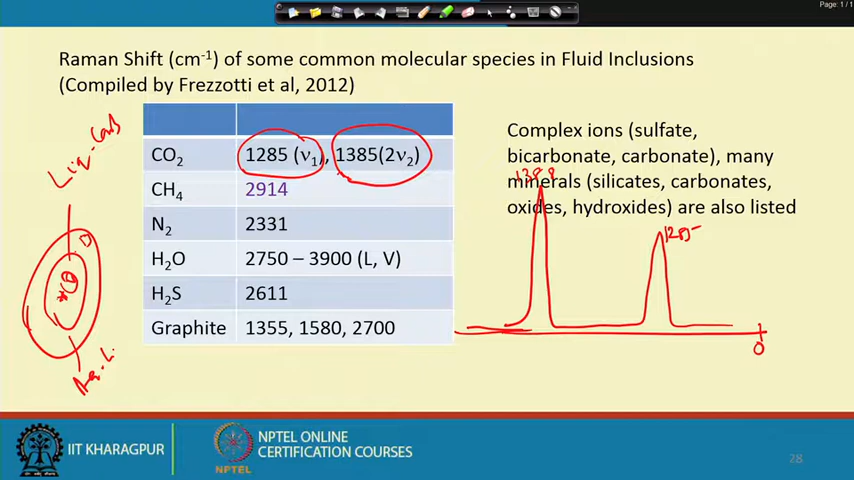 Page: 1 / 1
Raman Shift (cm⁻¹) of some common molecular species in Fluid Inclusions
(Compiled by Frezzotti et al, 2012)
CO₂ 1285 (ν₁), 1385(2ν₂)
CH₄ 2914
N₂ 2331
H₂O 2750 – 3900 (L, V)
H₂S 2611
Graphite 1355, 1580, 2700
Complex ions (sulfate,
bicarbonate, carbonate), many
minerals (silicates, carbonates,
oxides, hydroxides) are also listed
Liq. Carb
1285
0
IIT KHARAGPUR
NPTEL
NPTEL ONLINE
CERTIFICATION COURSES
28